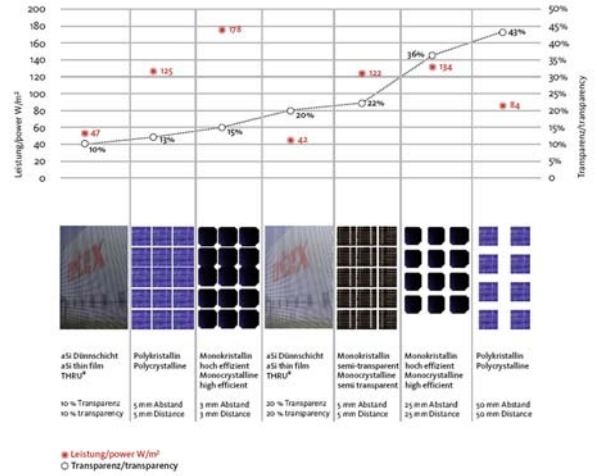 Leistung/power W/m²
200
180
160
140
120
100
80
60
40
20
0
50%
45%
40%
35%
30%
25%
20%
15%
10%
5%
0
Transparenz/transparency
47
10%
125
13%
178
15%
42
20%
122
22%
36%
134
43%
84
aSi Dünnschicht
aSi thin film
THRU®
10 % Transparenz
10 % transparency
Polykristallin
Polycrystalline
5 mm Abstand
5 mm Distance
Monokristallin
hoch effizient
Monocrystalline
high efficient
3 mm Abstand
3 mm Distance
aSi Dünnschicht
aSi thin film
THRU®
20 % Transparenz
20 % transparency
Monokristallin
semi-transparent
Monocrystalline
semi transparent
5 mm Abstand
5 mm Distance
Monokristallin
hoch effizient
Monocrystalline
high efficient
25 mm Abstand
25 mm Distance
Polykristallin
Polycrystalline
50 mm Abstand
50 mm Distance
Leistung/power W/m²
Transparenz/transparency